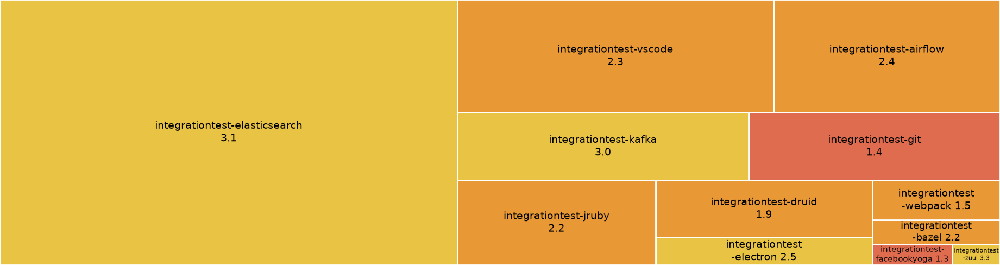 integrationtest-elasticsearch
3.1
integrationtest-vscode
2.3
integrationtest-airflow
2.4
integrationtest-kafka
3.0
integrationtest-git
1.4
integrationtest-jruby
2.2
integrationtest-druid
1.9
integrationtest
-electron 2.5
integrationtest
-webpack 1.5
integrationtest
-bazel 2.2
integrationtest-
facebookyoga 1.3
integrationtest
-zuul 3.3